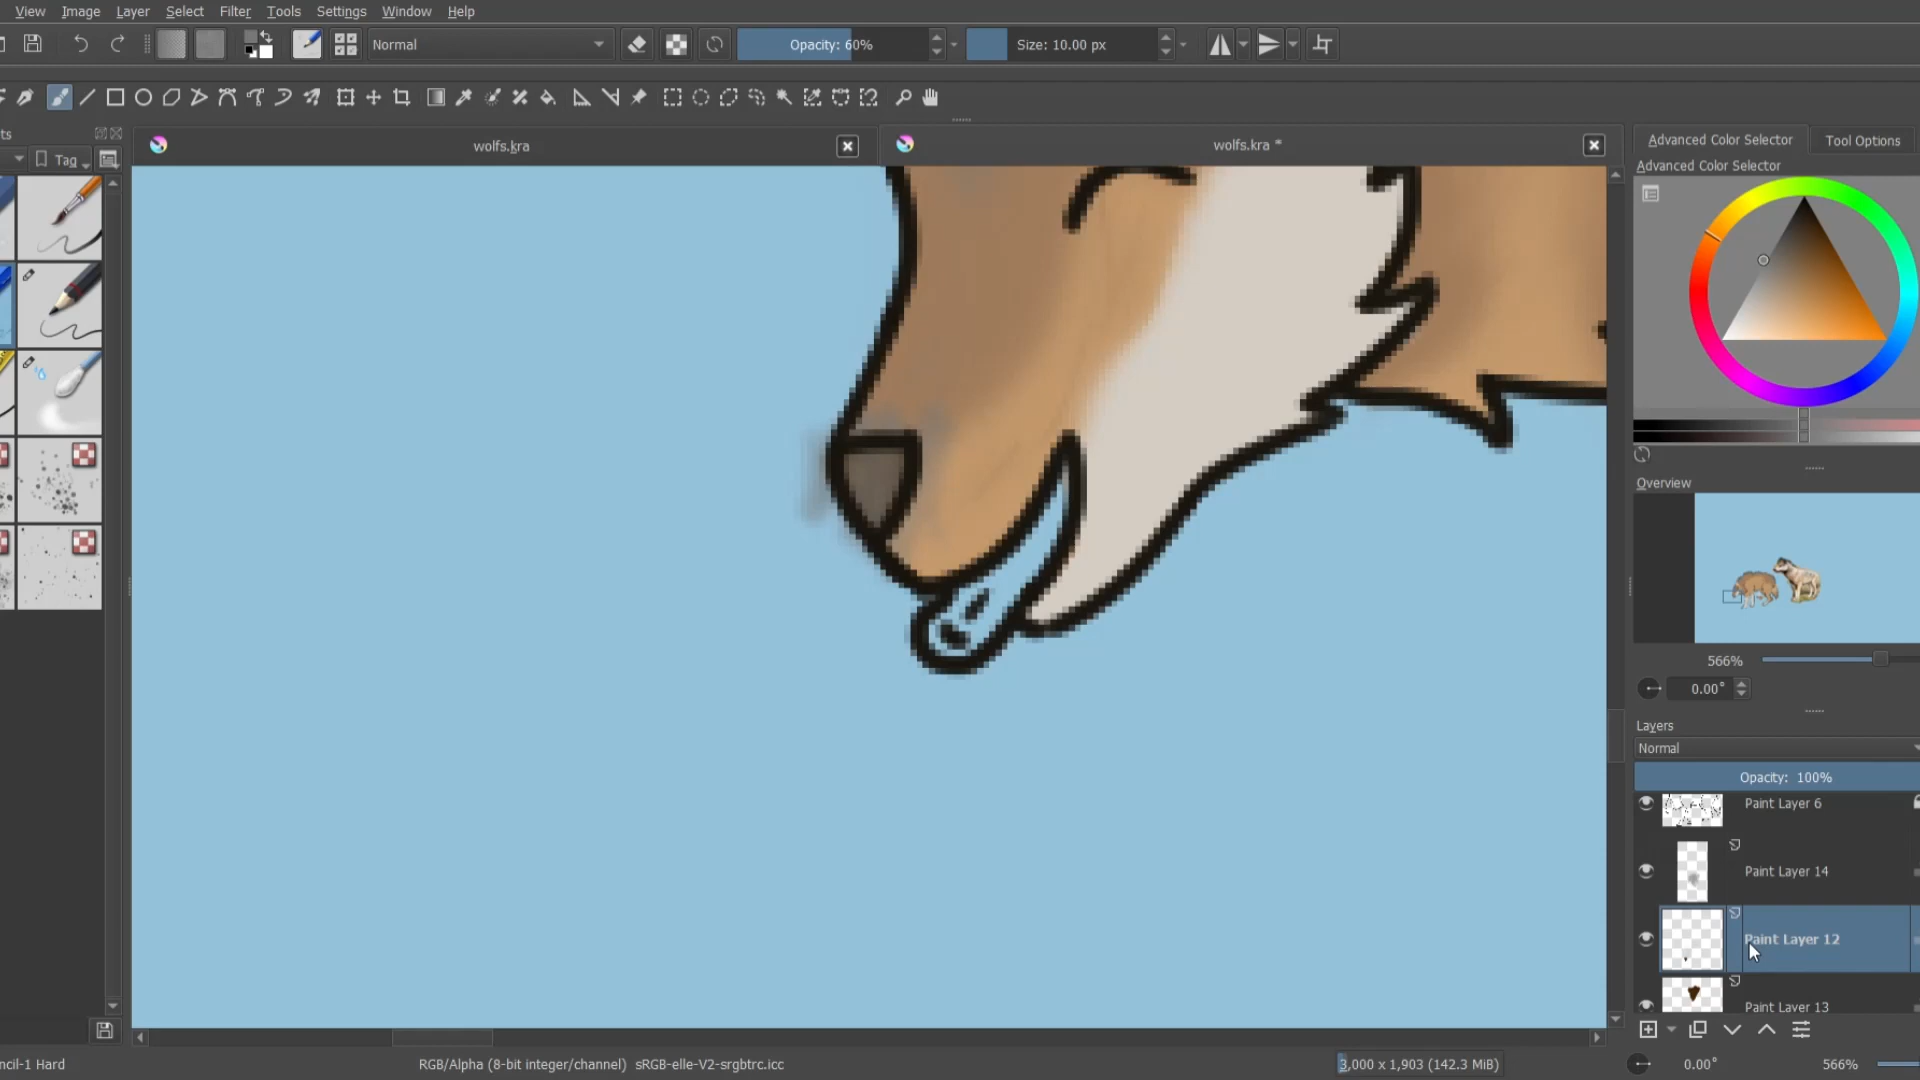 View Image Layer Select Filter Tools Settings Window Help
Normal
Opacity: 60%
Size: 10.00 px
ts
wolfs.kra
wolfs.kra *
Advanced Color Selector
Tool Options
Tag
Advanced Color Selector
Overview
566%
0.00°
Layers
Normal
Opacity: 100%
Paint Layer 6
Paint Layer 14
Paint Layer 12
Paint Layer 13
ncil-1 Hard
RGB/Alpha (8-bit integer/channel) sRGB-elle-V2-srgbtrc.icc
3,000 x 1,903 (142.3 MiB)
0.00°
566%